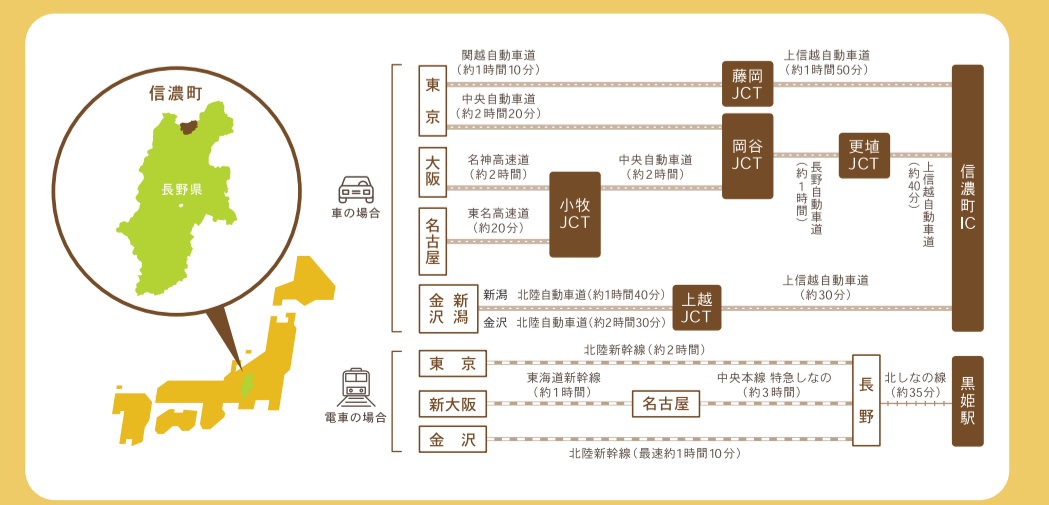 信濃町
長野県
車の場合
東京
関越自動車道
(約1時間10分)
藤岡
JCT
上信越自動車道
(約1時間50分)
中央自動車道
(約2時間20分)
岡谷
JCT
長野自動車道
(約1時間)
更埴
JCT
上信越自動車道
(約40分)
信濃町IC
大阪
名神高速道
(約2時間)
小牧
JCT
中央自動車道
(約2時間)
名古屋
東名高速道
(約20分)
新潟
金沢
新潟 北陸自動車道(約1時間40分)
金沢 北陸自動車道(約2時間30分)
上越
JCT
上信越自動車道
(約30分)
電車の場合
東京
北陸新幹線(約2時間)
長野
北しなの線
(約35分)
黒姫駅
新大阪
東海道新幹線
(約1時間)
名古屋
中央本線 特急しなの
(約3時間)
金沢
北陸新幹線(最速約1時間10分)